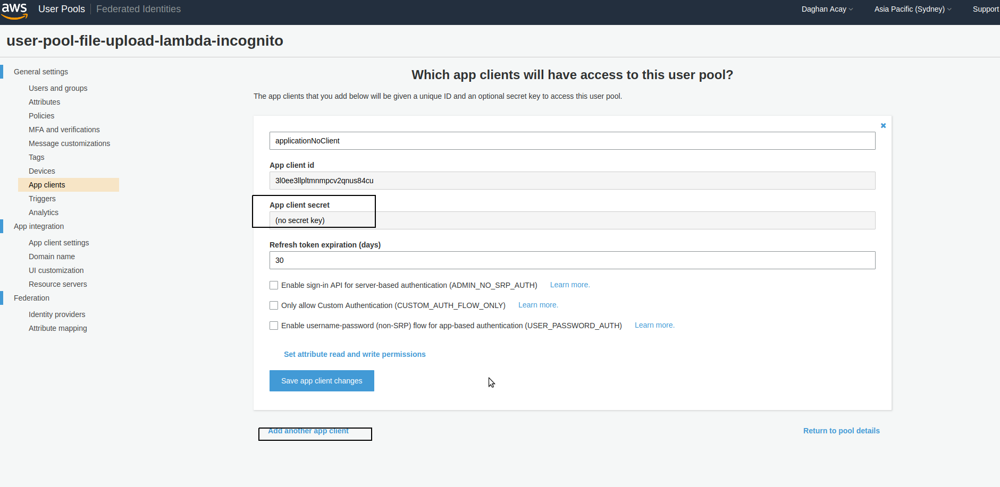 aws User Pools Federated Identities Daghan Acay Asia Pacific (Sydney) Support
user-pool-file-upload-lambda-incognito
General settings
Users and groups
Attributes
Policies
MFA and verifications
Message customizations
Tags
Devices
App clients
Triggers
Analytics
App integration
App client settings
Domain name
UI customization
Resource servers
Federation
Identity providers
Attribute mapping
Which app clients will have access to this user pool?
The app clients that you add below will be given a unique ID and an optional secret key to access this user pool.
applicationNoClient
App client id
3l0ee3llpltmnmpcv2qnus84cu
App client secret
(no secret key)
Refresh token expiration (days)
30
Enable sign-in API for server-based authentication (ADMIN_NO_SRP_AUTH) Learn more.
Only allow Custom Authentication (CUSTOM_AUTH_FLOW_ONLY) Learn more.
Enable username-password (non-SRP) flow for app-based authentication (USER_PASSWORD_AUTH) Learn more.
Set attribute read and write permissions
Save app client changes
Add another app client Return to pool details